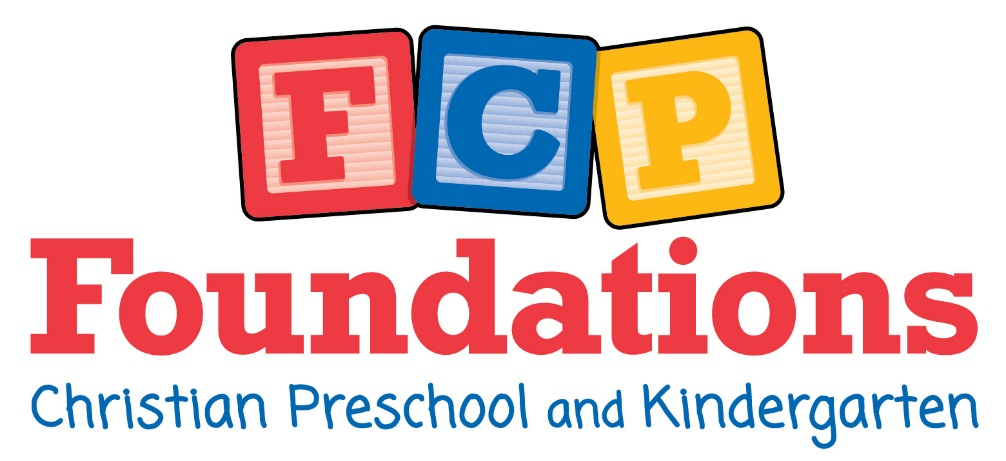 FCP
Foundations
Christian Preschool and Kindergarten